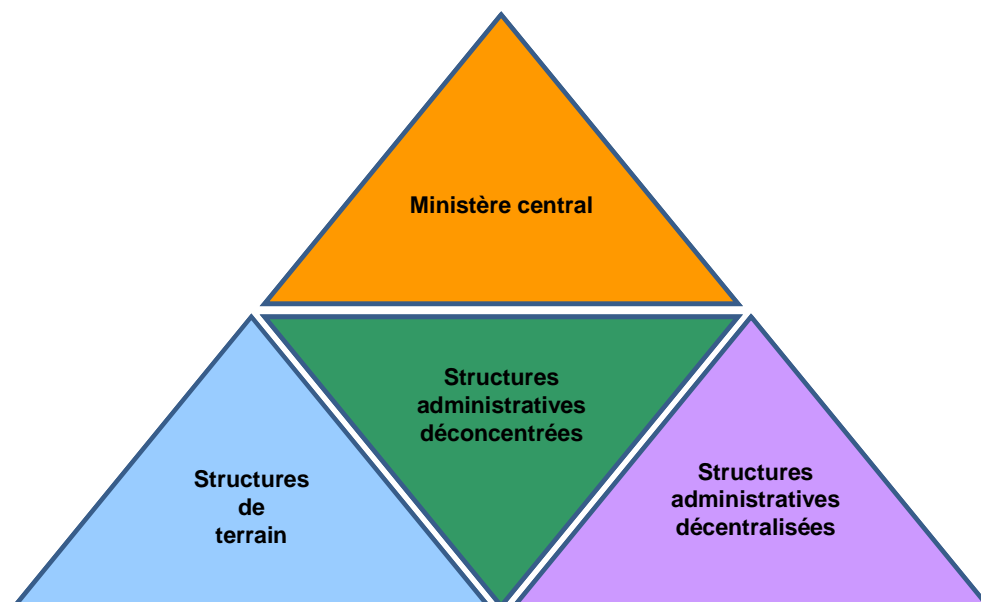 Ministère central
Structures
administratives
déconcentrées
Structures
de
terrain
Structures
administratives
décentralisées